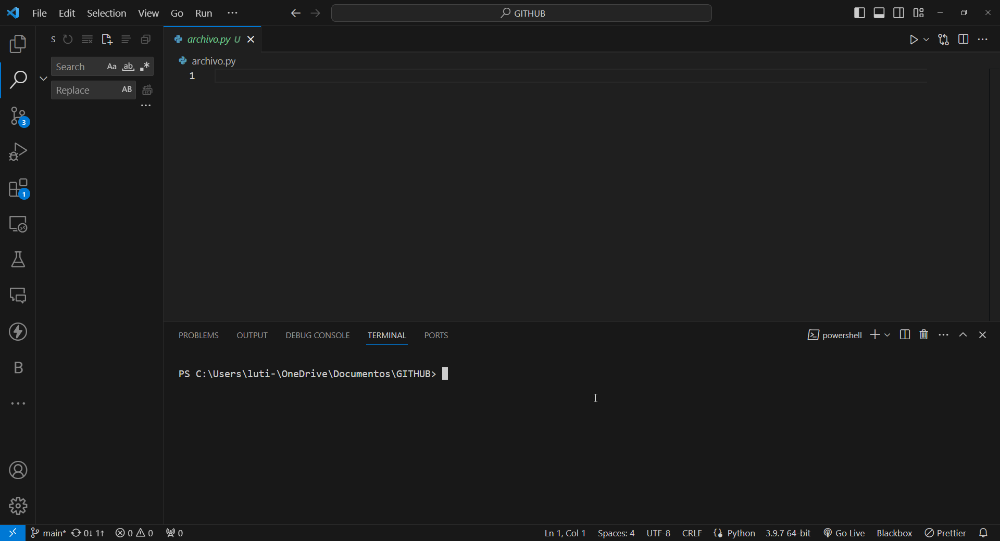 File Edit Selection View Go Run ··· GITHUB
S
archivo.py U
Search Aa ab .*
Replace AB
···
archivo.py
1
3
1
B
PROBLEMS OUTPUT DEBUG CONSOLE TERMINAL PORTS powershell
PS C:\Users\luti-\OneDrive\Documentos\GITHUB>
main* 0↓ 1↑ 0 0 0 Ln 1, Col 1 Spaces: 4 UTF-8 CRLF Python 3.9.7 64-bit Go Live Blackbox Prettier